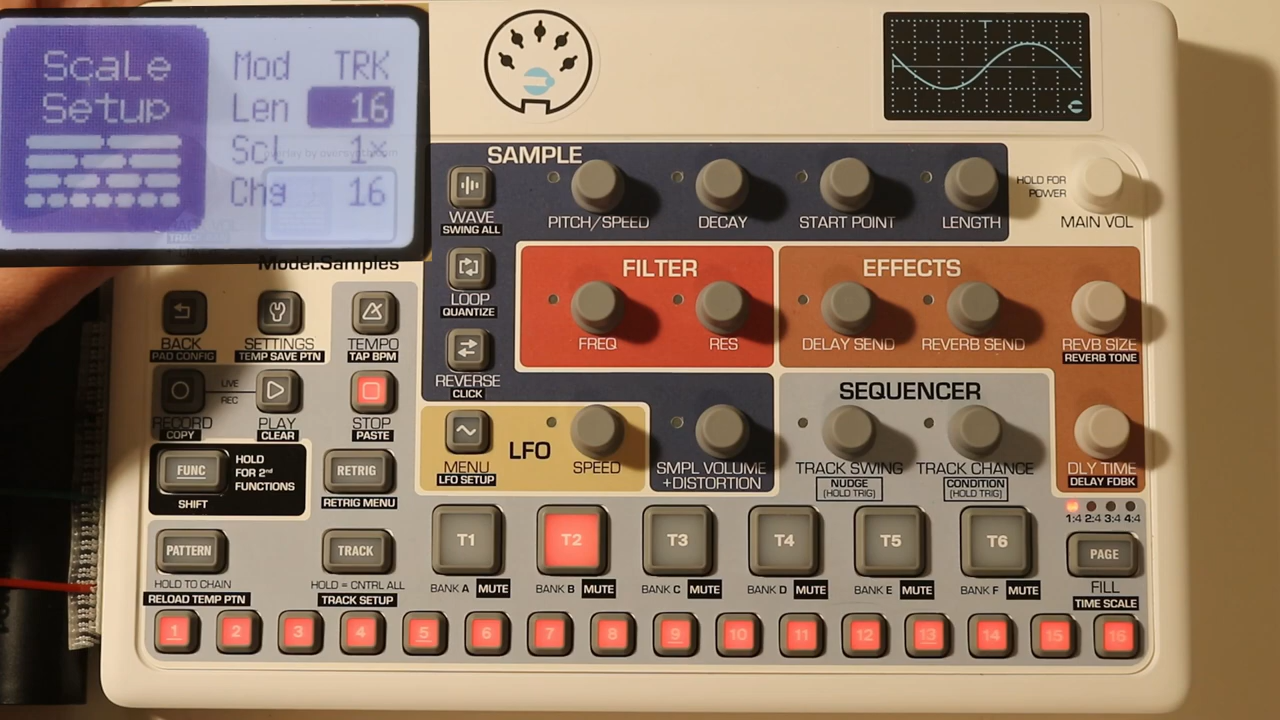 Scale
Setup
Mod TRK
Len 16
Scl 1x
Chg 16
Model:Samples
SAMPLE
WAVE
SWING ALL
PITCH/SPEED
DECAY
START POINT
LENGTH
HOLD FOR
POWER
MAIN VOL
LOOP
QUANTIZE
FILTER
FREQ
RES
EFFECTS
DELAY SEND
REVERB SEND
REVB SIZE
REVERB TONE
BACK
PAD CONFIG
SETTINGS
TEMP SAVE PTN
TEMPO
TAP BPM
REVERSE
CLICK
RECORD
COPY
LIVE
REC
PLAY
CLEAR
STOP
PASTE
MENU
LFO SETUP
LFO
SPEED
SMPL VOLUME
+DISTORTION
SEQUENCER
TRACK SWING
NUDGE
(HOLD TRIG)
TRACK CHANCE
CONDITION
(HOLD TRIG)
DLY TIME
DELAY FDBK
FUNC
SHIFT
HOLD
FOR 2nd
FUNCTIONS
RETRIG
RETRIG MENU
1:4 2:4 3:4 4:4
PATTERN
HOLD TO CHAIN
RELOAD TEMP PTN
TRACK
HOLD = CNTRL ALL
TRACK SETUP
T1
BANK A MUTE
T2
BANK B MUTE
T3
BANK C MUTE
T4
BANK D MUTE
T5
BANK E MUTE
T6
BANK F MUTE
PAGE
FILL
TIME SCALE
1 2 3 4 5 6 7 8 9 10 11 12 13 14 15 16